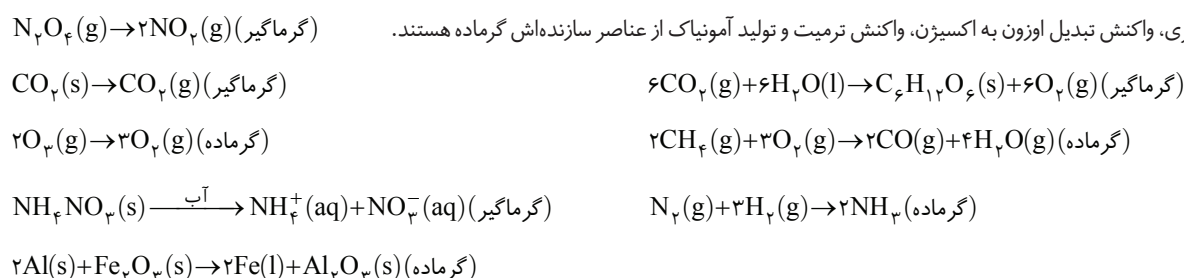 ری، واکنش تبدیل اوزون به اکسیژن، واکنش ترمیت و تولید آمونیاک از عناصر سازنده‌اش گرماده هستند.
N۲O۴(g)→۲NO۲(g)(گرماگیر)
CO۲(s)→CO۲(g)(گرماگیر)
۶CO۲(g)+۶H۲O(l)→C۶H۱۲O۶(s)+۶O۲(g)(گرماگیر)
۲O۳(g)→۳O۲(g)(گرماده)
۲CH۴(g)+۳O۲(g)→۲CO(g)+۴H۲O(g)(گرماده)
NH۴NO۳(s) —آب→ NH۴+(aq)+NO۳−(aq)(گرماگیر)
N۲(g)+۳H۲(g)→۲NH۳(گرماده)
۲Al(s)+Fe۲O۳(s)→۲Fe(l)+Al۲O۳(s)(گرماده)